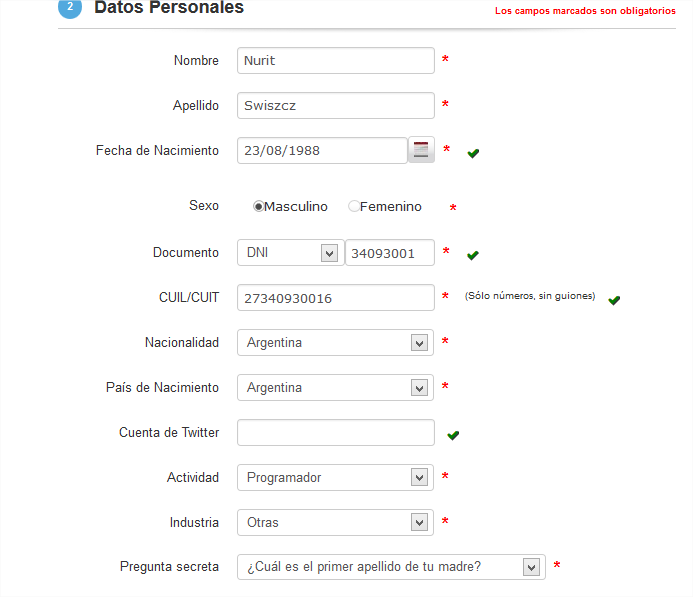 2 Datos Personales Los campos marcados son obligatorios
Nombre Nurit *
Apellido Swiszcz *
Fecha de Nacimiento 23/08/1988 *
Sexo Masculino Femenino *
Documento DNI 34093001 *
CUIL/CUIT 27340930016 * (Sólo números, sin guiones)
Nacionalidad Argentina *
País de Nacimiento Argentina *
Cuenta de Twitter
Actividad Programador *
Industria Otras *
Pregunta secreta ¿Cuál es el primer apellido de tu madre? *